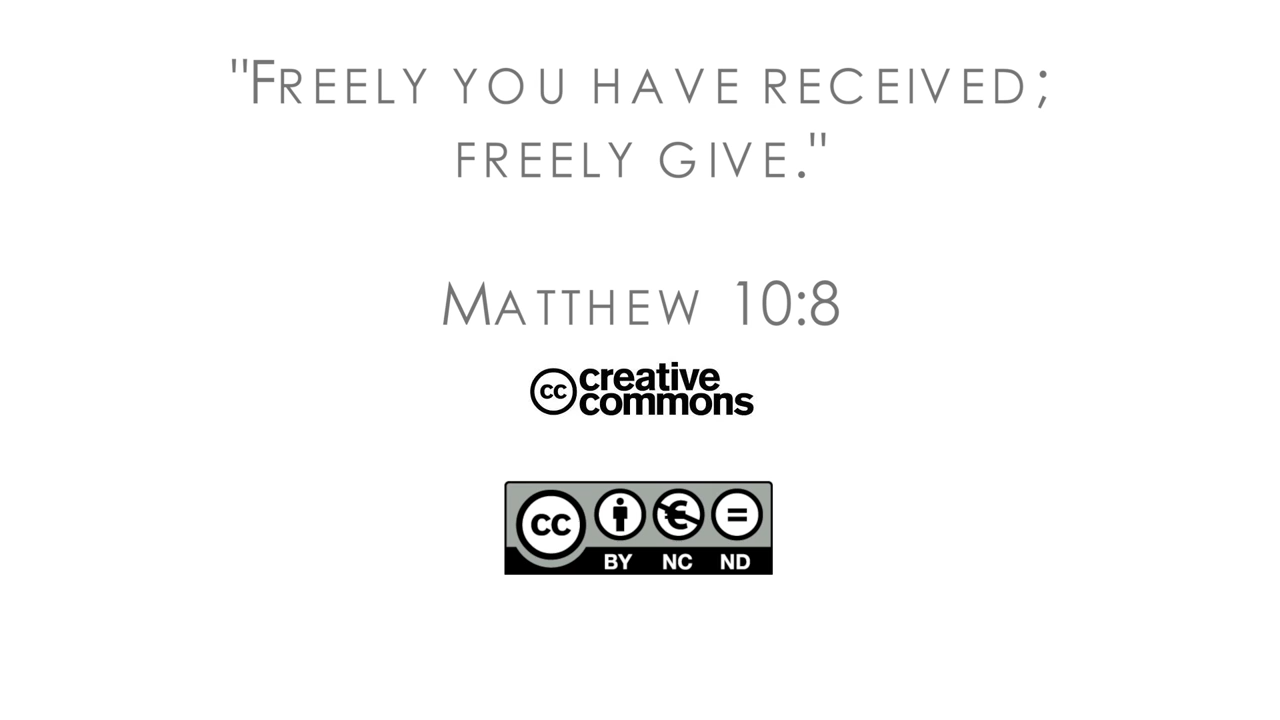 "Freely you have received;
freely give."
Matthew 10:8
cc creative
commons
cc BY NC ND